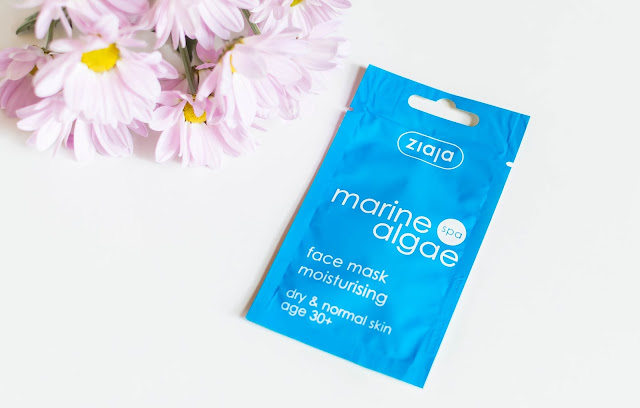 ziaja
marine
algae spa
face mask
moisturising
dry & normal skin
age 30+